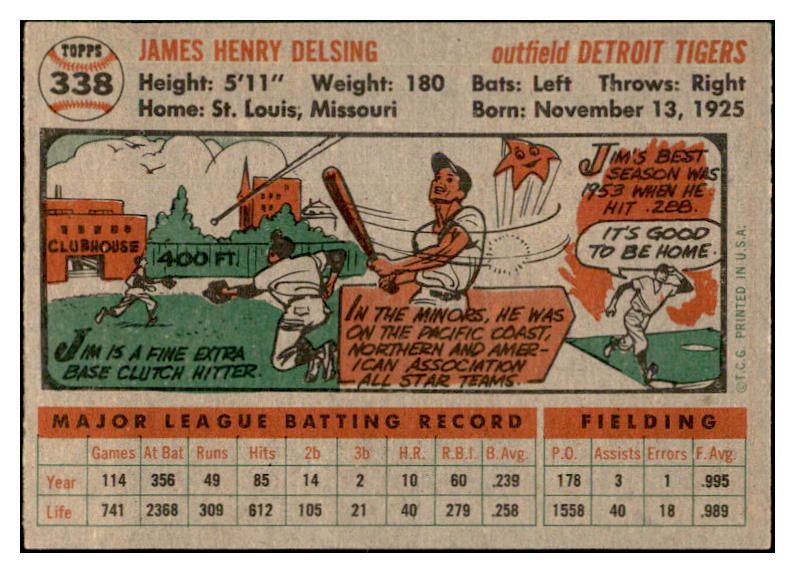 TOPPS
338
JAMES HENRY DELSING
outfield DETROIT TIGERS
Height: 5'11" Weight: 180 Bats: Left Throws: Right
Home: St. Louis, Missouri Born: November 13, 1925
CLUBHOUSE
400 FT.
JIM IS A FINE EXTRA
BASE CLUTCH HITTER.
IN THE MINORS, HE WAS
ON THE PACIFIC COAST,
NORTHERN AND AMER-
ICAN ASSOCIATION
ALL STAR TEAMS.
JIM'S BEST
SEASON WAS
1953 WHEN HE
HIT .288.
IT'S GOOD
TO BE HOME.
©T.C.G. PRINTED IN U.S.A.
MAJOR LEAGUE BATTING RECORD FIELDING
Games At Bat Runs Hits 2b 3b H.R. R.B.I. B. Avg. P.O. Assists Errors F. Avg.
Year 114 356 49 85 14 2 10 60 .239 178 3 1 .995
Life 741 2368 309 612 105 21 40 279 .258 1558 40 18 .989